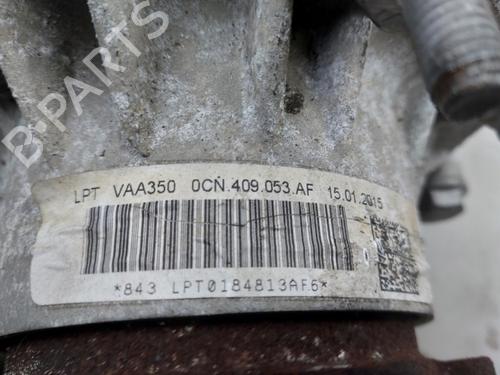 B-PARTS
LPT VAA350 0CN.409.053.AF 15.01.2015
*843 LPT0184813AF6*